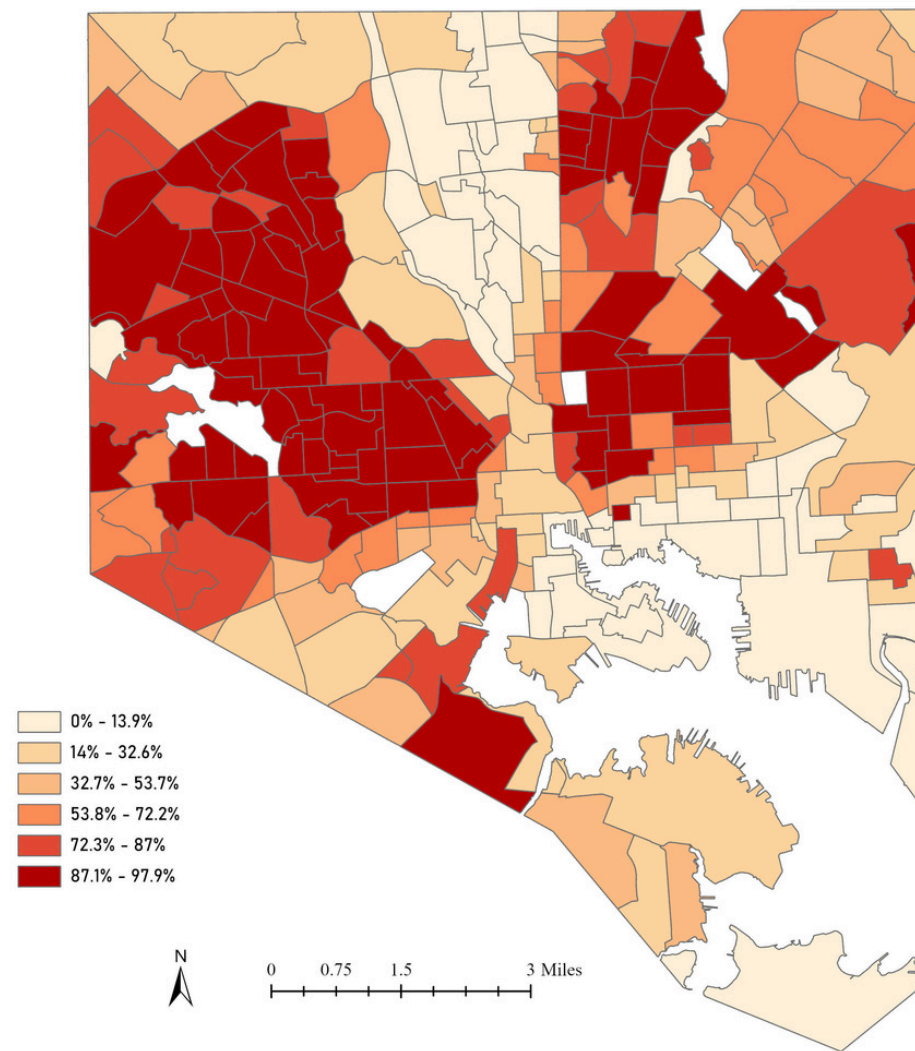 0% - 13.9%
14% - 32.6%
32.7% - 53.7%
53.8% - 72.2%
72.3% - 87%
87.1% - 97.9%
N
0 0.75 1.5 3 Miles